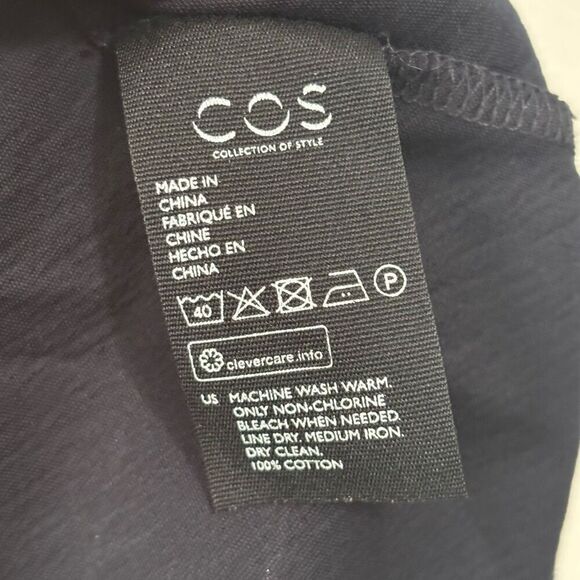 COS
COLLECTION OF STYLE
MADE IN
CHINA
FABRIQUÉ EN
CHINE
HECHO EN
CHINA
40
P
clevercare.info
US MACHINE WASH WARM.
ONLY NON-CHLORINE
BLEACH WHEN NEEDED.
LINE DRY. MEDIUM IRON.
DRY CLEAN.
100% COTTON